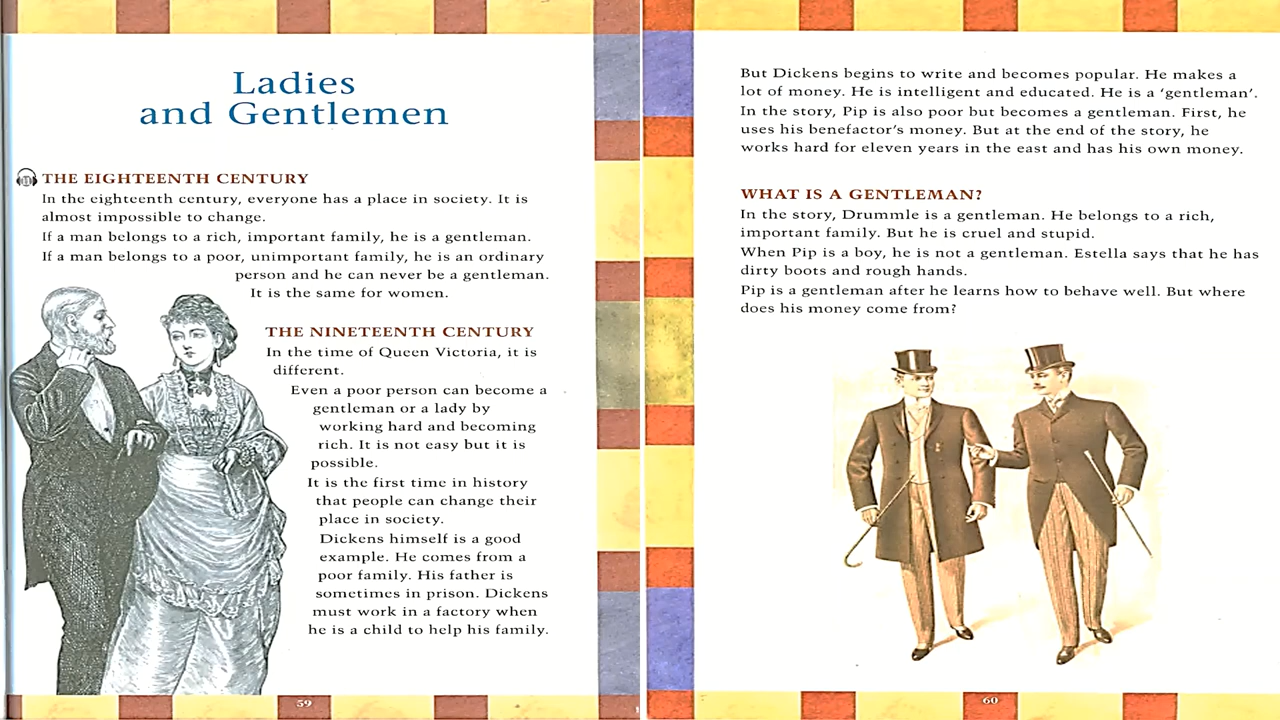 Ladies
and Gentlemen
THE EIGHTEENTH CENTURY
In the eighteenth century, everyone has a place in society. It is
almost impossible to change.
If a man belongs to a rich, important family, he is a gentleman.
If a man belongs to a poor, unimportant family, he is an ordinary
person and he can never be a gentleman.
It is the same for women.
THE NINETEENTH CENTURY
In the time of Queen Victoria, it is
different.
Even a poor person can become a
gentleman or a lady by
working hard and becoming
rich. It is not easy but it is
possible.
It is the first time in history
that people can change their
place in society.
Dickens himself is a good
example. He comes from a
poor family. His father is
sometimes in prison. Dickens
must work in a factory when
he is a child to help his family.
59
But Dickens begins to write and becomes popular. He makes a
lot of money. He is intelligent and educated. He is a ‘gentleman’.
In the story, Pip is also poor but becomes a gentleman. First, he
uses his benefactor’s money. But at the end of the story, he
works hard for eleven years in the east and has his own money.
WHAT IS A GENTLEMAN?
In the story, Drummle is a gentleman. He belongs to a rich,
important family. But he is cruel and stupid.
When Pip is a boy, he is not a gentleman. Estella says that he has
dirty boots and rough hands.
Pip is a gentleman after he learns how to behave well. But where
does his money come from?
60